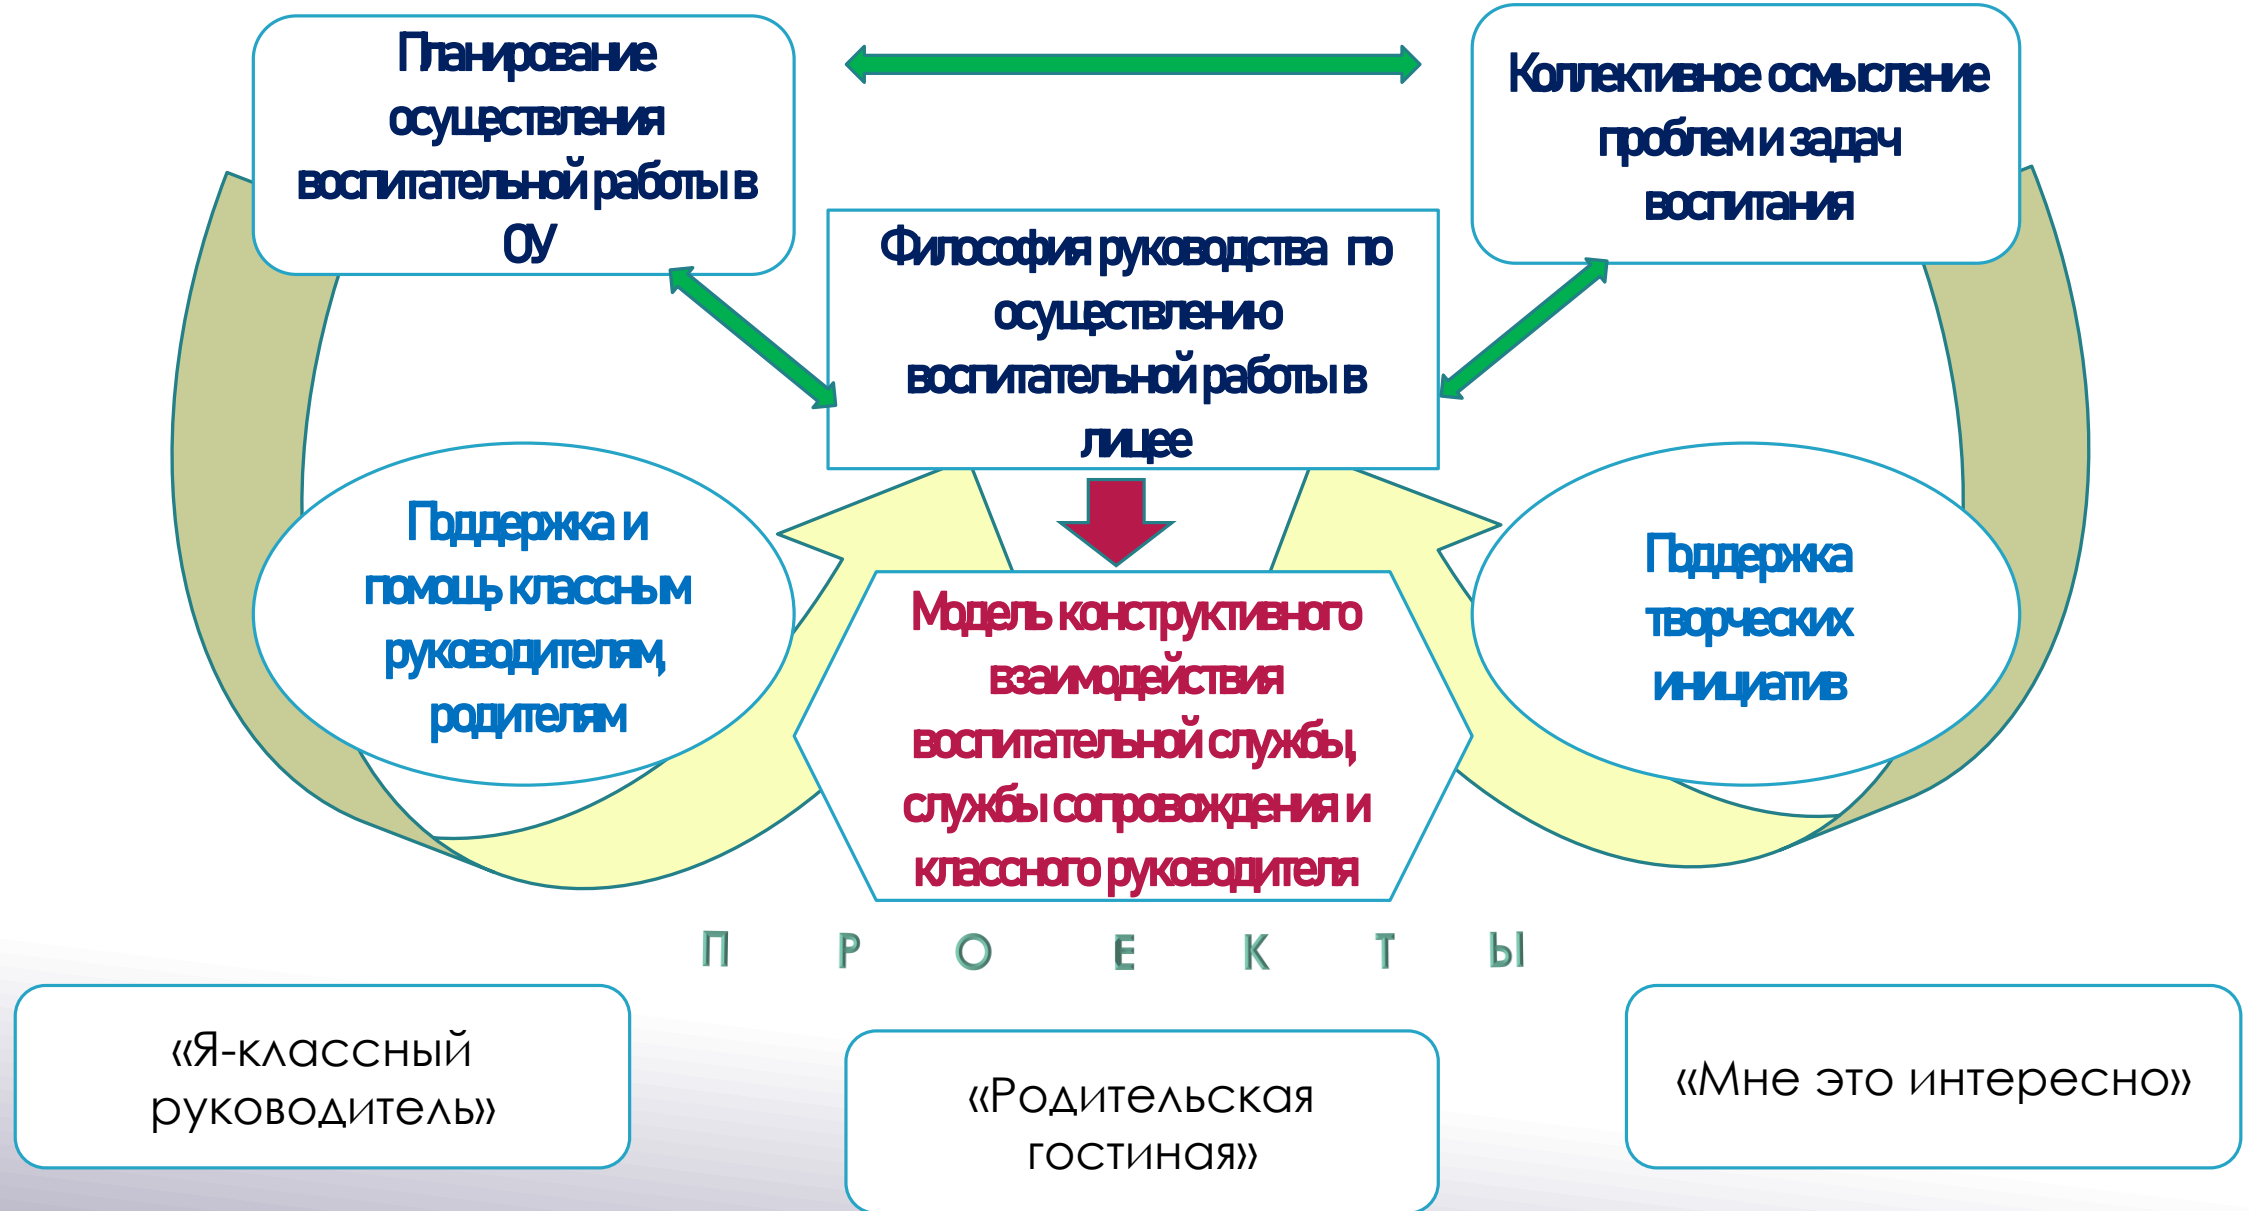 Планирование
осуществления
воспитательной работы в
ОУ
Коллективное осмысление
проблем и задач
воспитания
Философия руководства по
осуществлению
воспитательной работы в
лицее
Поддержка и
помощь классным
руководителям,
родителям
Модель конструктивного
взаимодействия
воспитательной службы,
службы сопровождения и
классного руководителя
Поддержка
творческих
инициатив
П Р О Е К Т Ы
«Я-классный
руководитель»
«Родительская
гостиная»
«Мне это интересно»